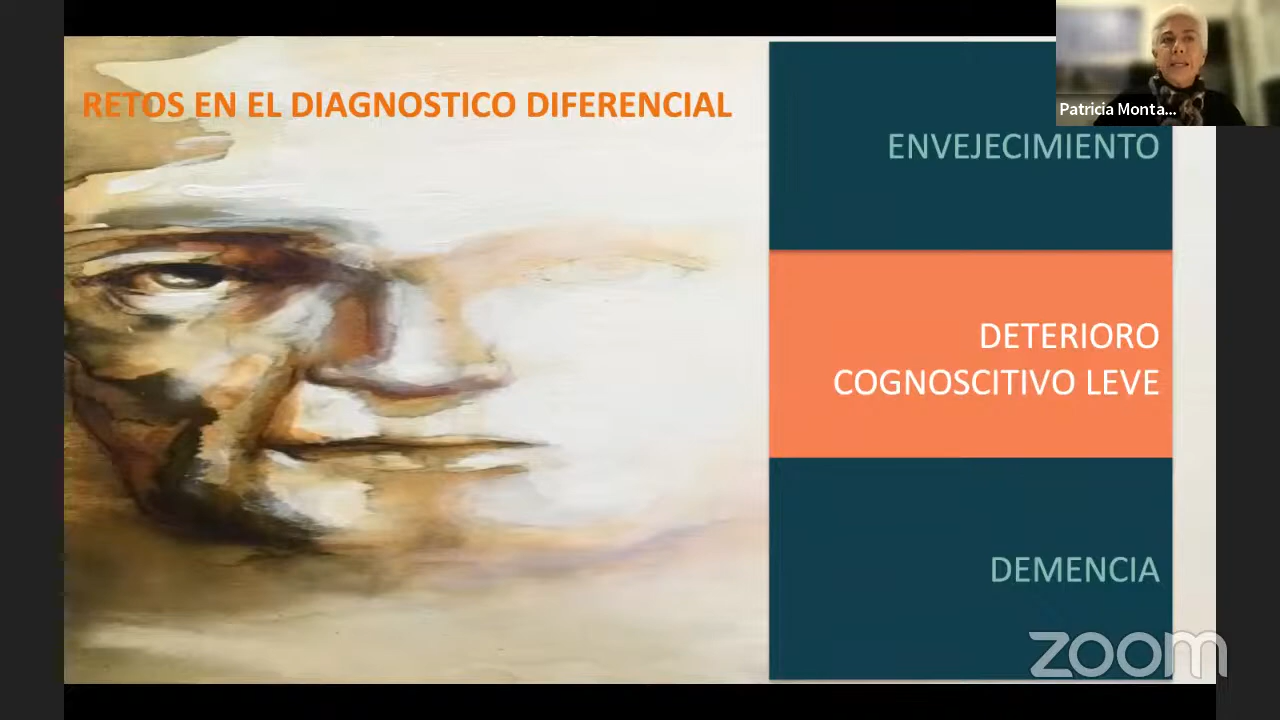 RETOS EN EL DIAGNOSTICO DIFERENCIAL
Patricia Monta...
ENVEJECIMIENTO
DETERIORO
COGNOSCITIVO LEVE
DEMENCIA
zoom